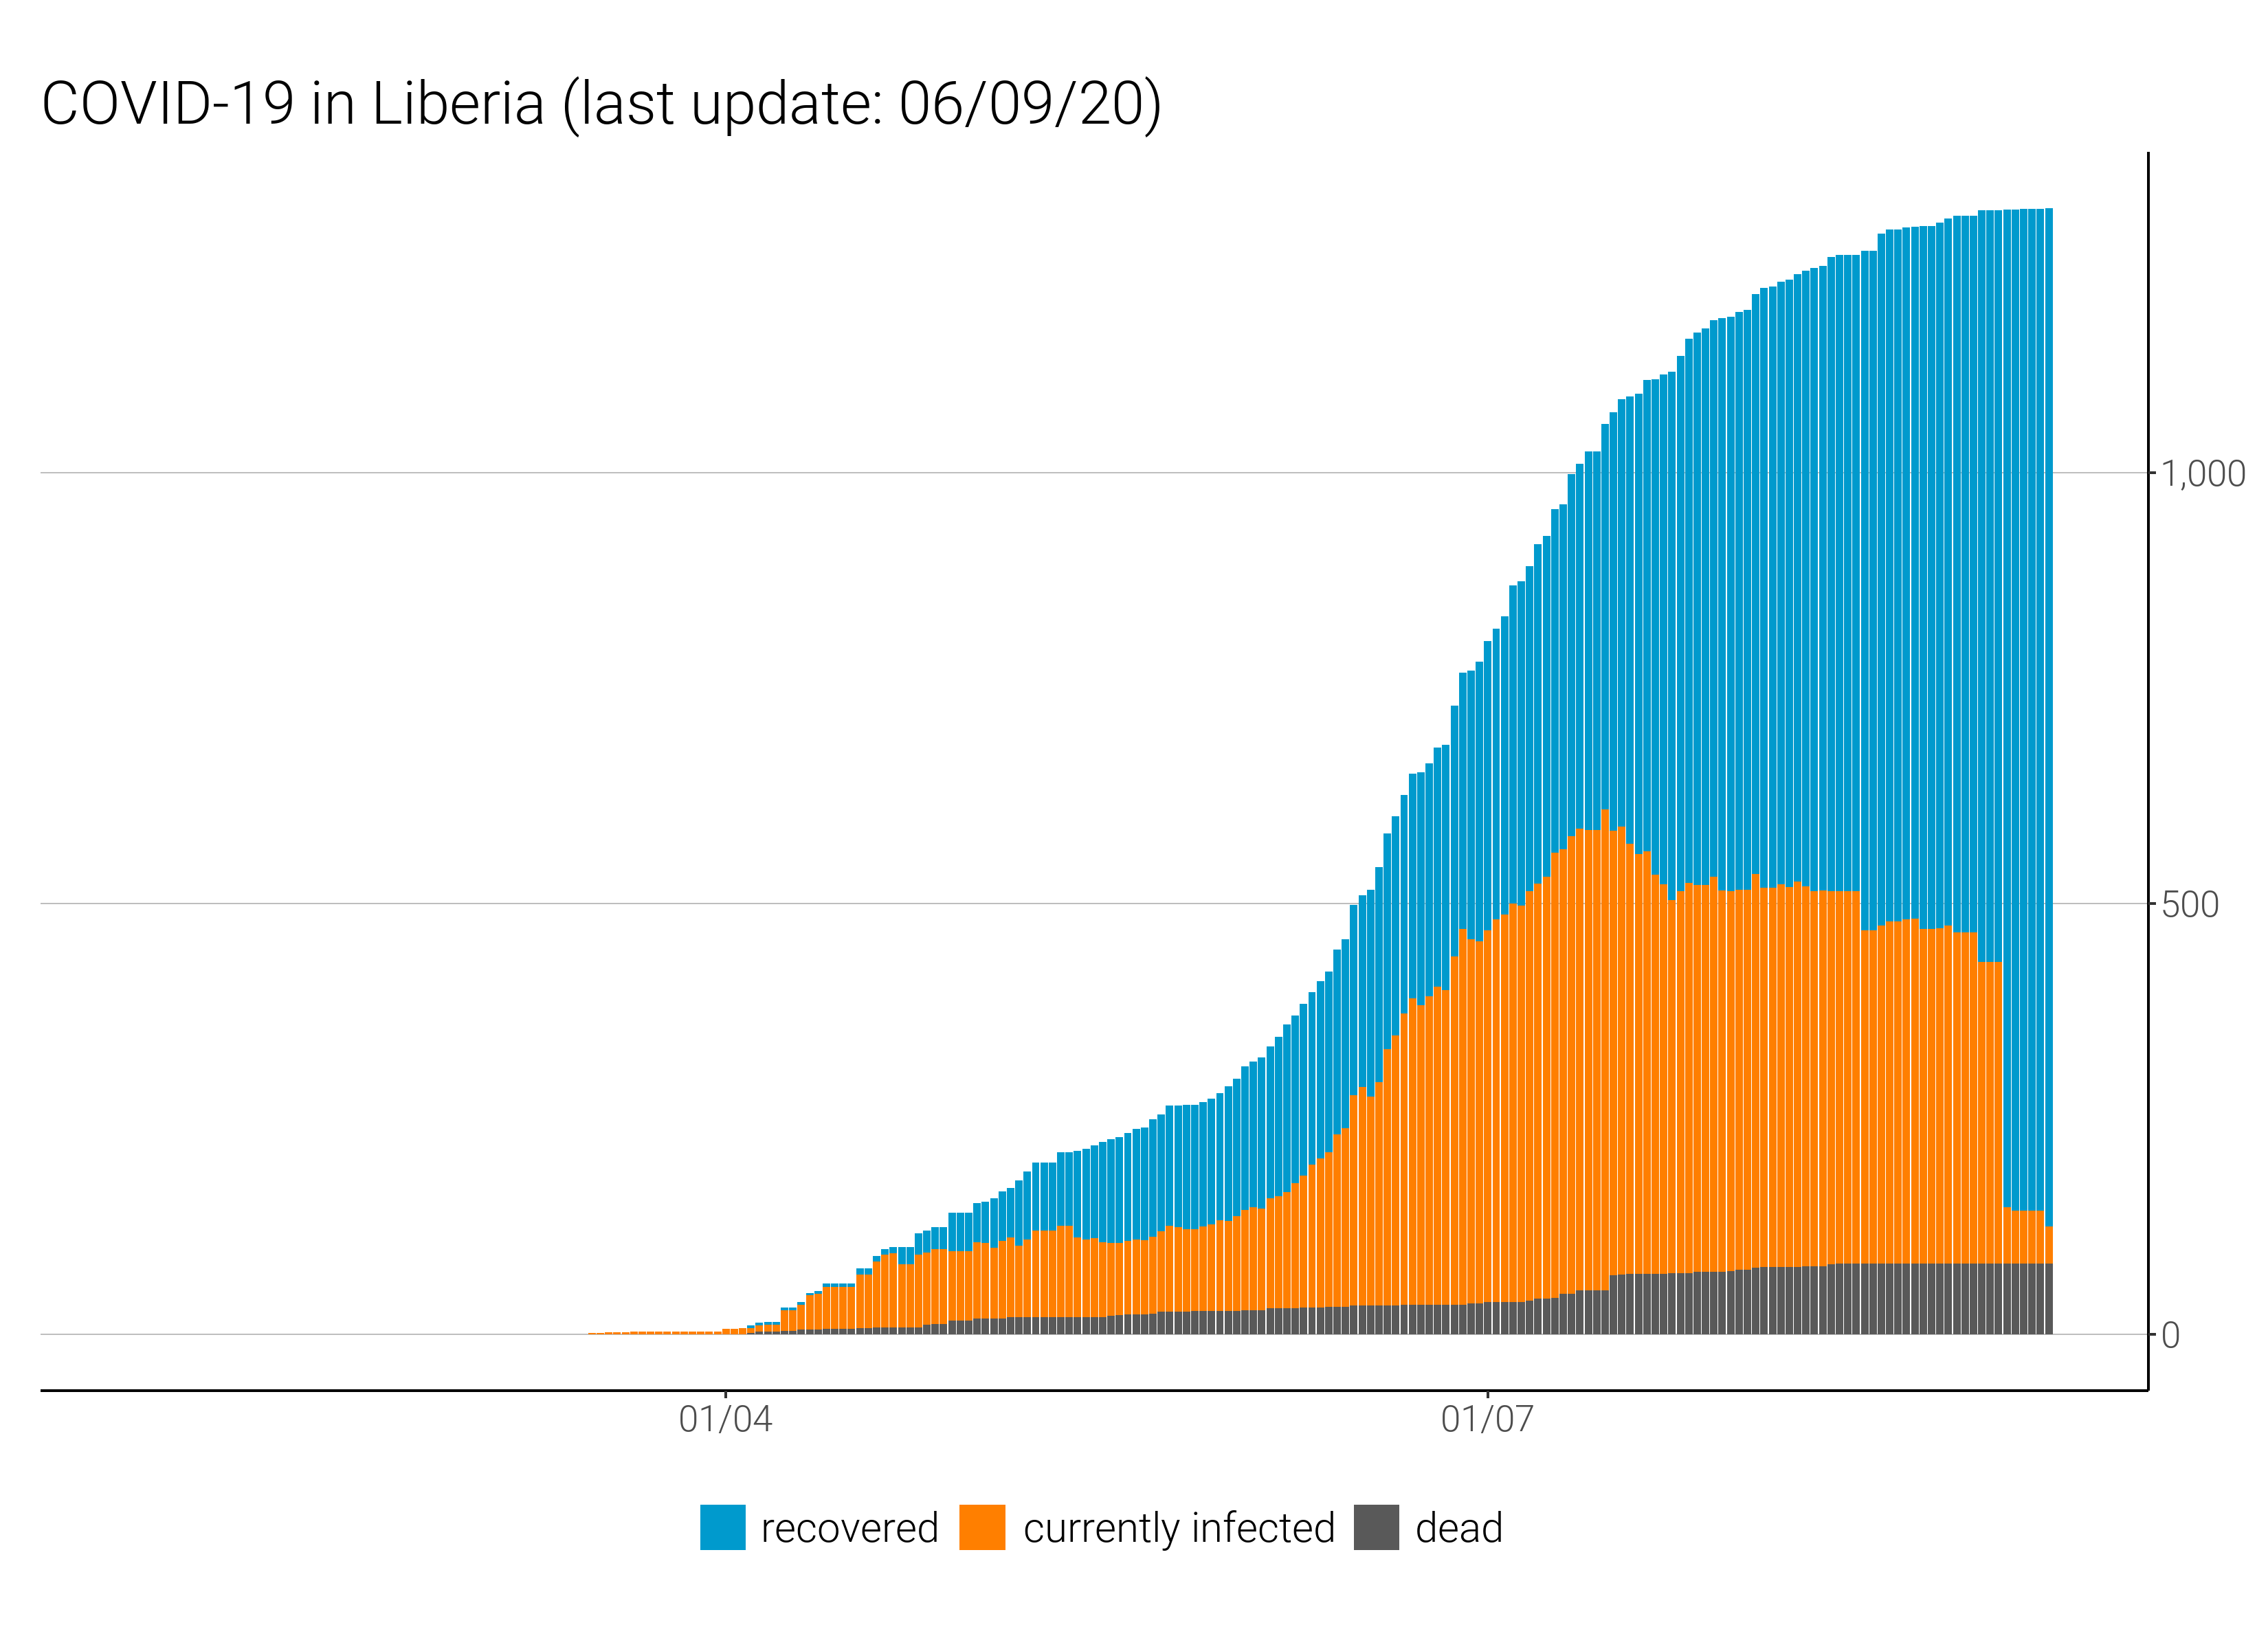 COVID-19 in Liberia (last update: 06/09/20)
1,000
500
0
01/04 01/07
recovered currently infected dead